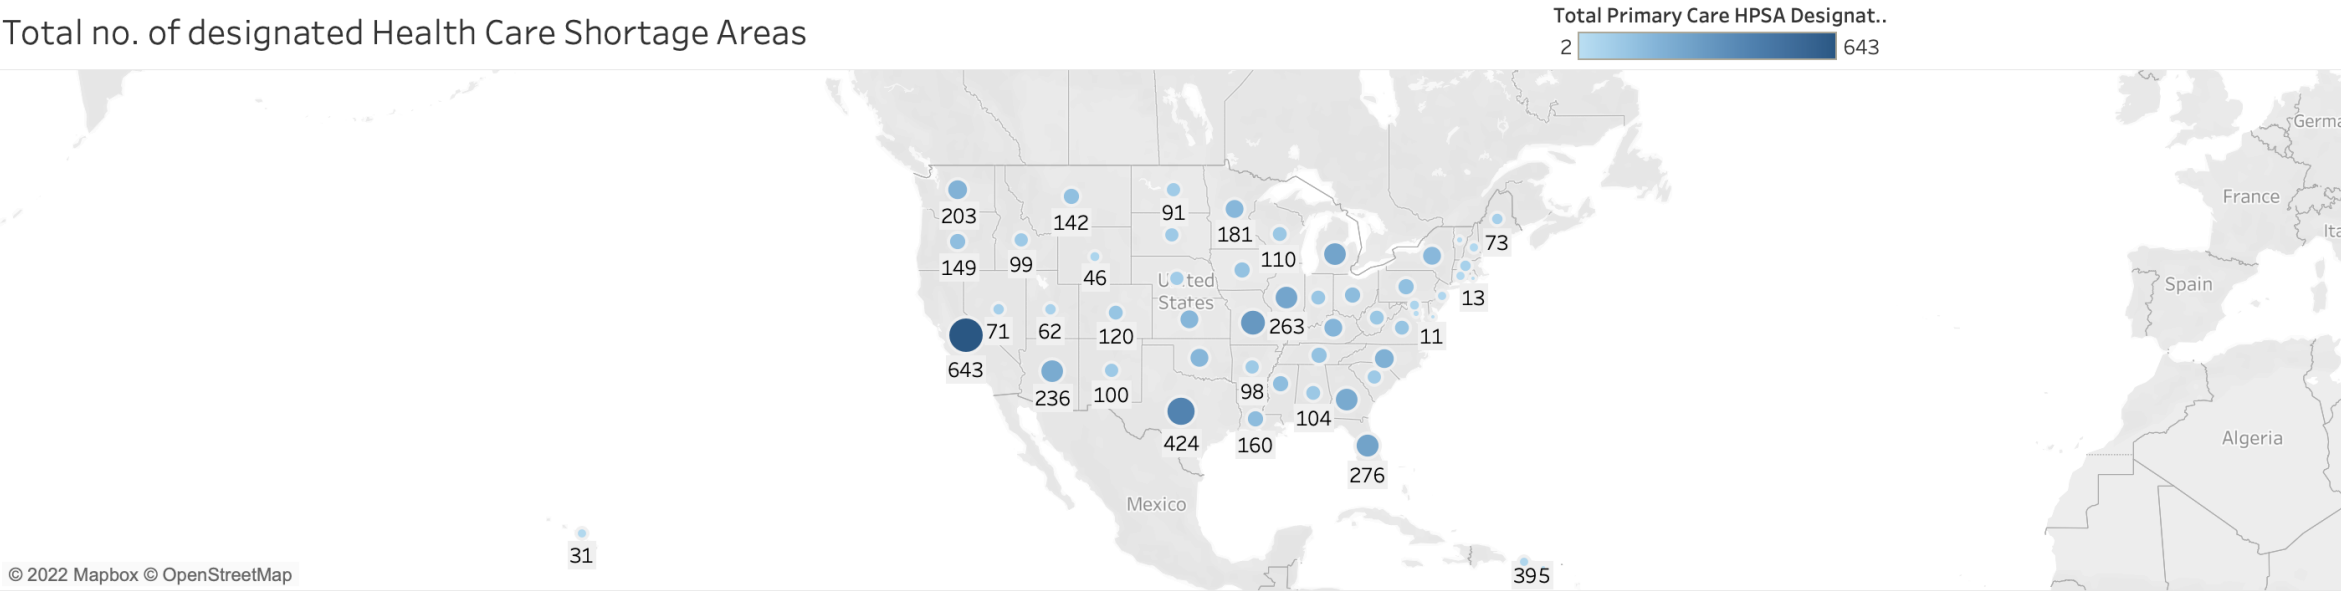 Total no. of designated Health Care Shortage Areas
Total Primary Care HPSA Designat..
2
643
Germa
France
Ita
Spain
Algeria
203
142
91
181
73
149
99
46
110
United
States
13
71
62
120
263
11
643
236
100
98
104
424
160
276
Mexico
31
395
© 2022 Mapbox © OpenStreetMap